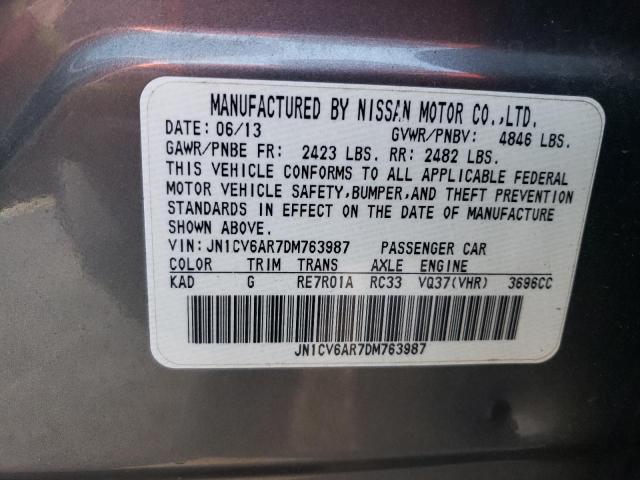 MANUFACTURED BY NISSAN MOTOR CO.,LTD.
DATE: 06/13 GVWR/PNBV: 4846 LBS.
GAWR/PNBE FR: 2423 LBS. RR: 2482 LBS.
THIS VEHICLE CONFORMS TO ALL APPLICABLE FEDERAL
MOTOR VEHICLE SAFETY,BUMPER,AND THEFT PREVENTION
STANDARDS IN EFFECT ON THE DATE OF MANUFACTURE
SHOWN ABOVE.
VIN:JN1CV6AR7DM763987 PASSENGER CAR
COLOR TRIM TRANS AXLE ENGINE
KAD G RE7R01A RC33 VQ37(VHR) 3696CC
JN1CV6AR7DM763987